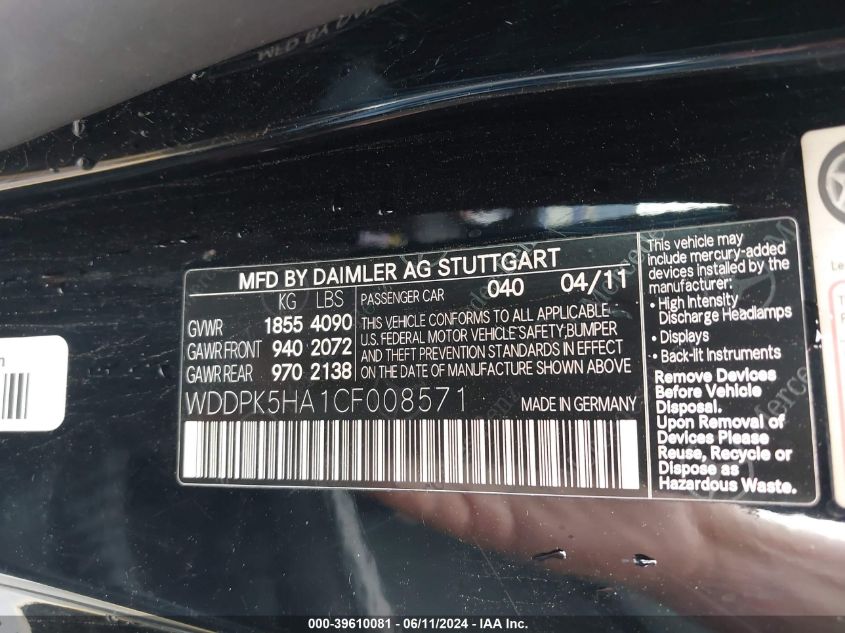 MFD BY DAIMLER AG STUTTGART
KG LBS
GVWR 1855 4090
GAWR FRONT 940 2072
GAWR REAR 970 2138
PASSENGER CAR 040 04/11
THIS VEHICLE CONFORMS TO ALL APPLICABLE
U.S. FEDERAL MOTOR VEHICLE SAFETY,BUMPER
AND THEFT PREVENTION STANDARDS IN EFFECT
ON THE DATE OF MANUFACTURE SHOWN ABOVE
WDDPK5HA1CF008571 MADE IN GERMANY
This vehicle may
include mercury-added
devices installed by the
manufacturer:
• High Intensity
Discharge Headlamps
• Displays
• Back-lit Instruments
Remove Devices
Before Vehicle
Disposal.
Upon Removal of
Devices Please
Reuse, Recycle or
Dispose as
Hazardous Waste.
000-39610081 - 06/11/2024 - IAA Inc.